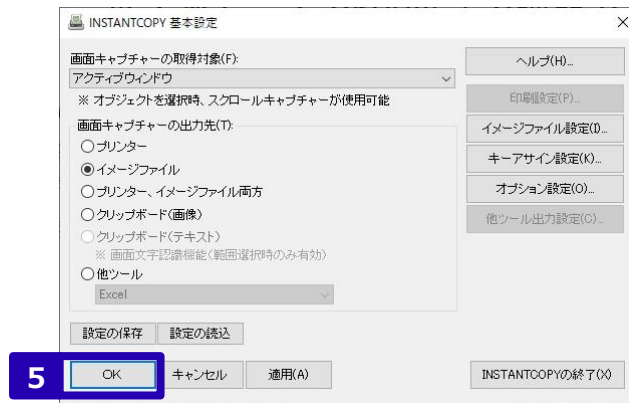 INSTANTCOPY 基本設定
画面キャプチャーの取得対象(F):
アクティブウィンドウ
※ オブジェクトを選択時、スクロールキャプチャーが使用可能
画面キャプチャーの出力先(T):
プリンター
イメージファイル
プリンター、イメージファイル両方
クリップボード(画像)
クリップボード(テキスト)
※ 画面文字認識機能(範囲選択時のみ有効)
他ツール
Excel
設定の保存
設定の読込
ヘルプ(H)...
印刷設定(P)...
イメージファイル設定(I)...
キーアサイン設定(K)...
オプション設定(O)...
他ツール出力設定(C)...
5
OK
キャンセル
適用(A)
INSTANTCOPYの終了(X)